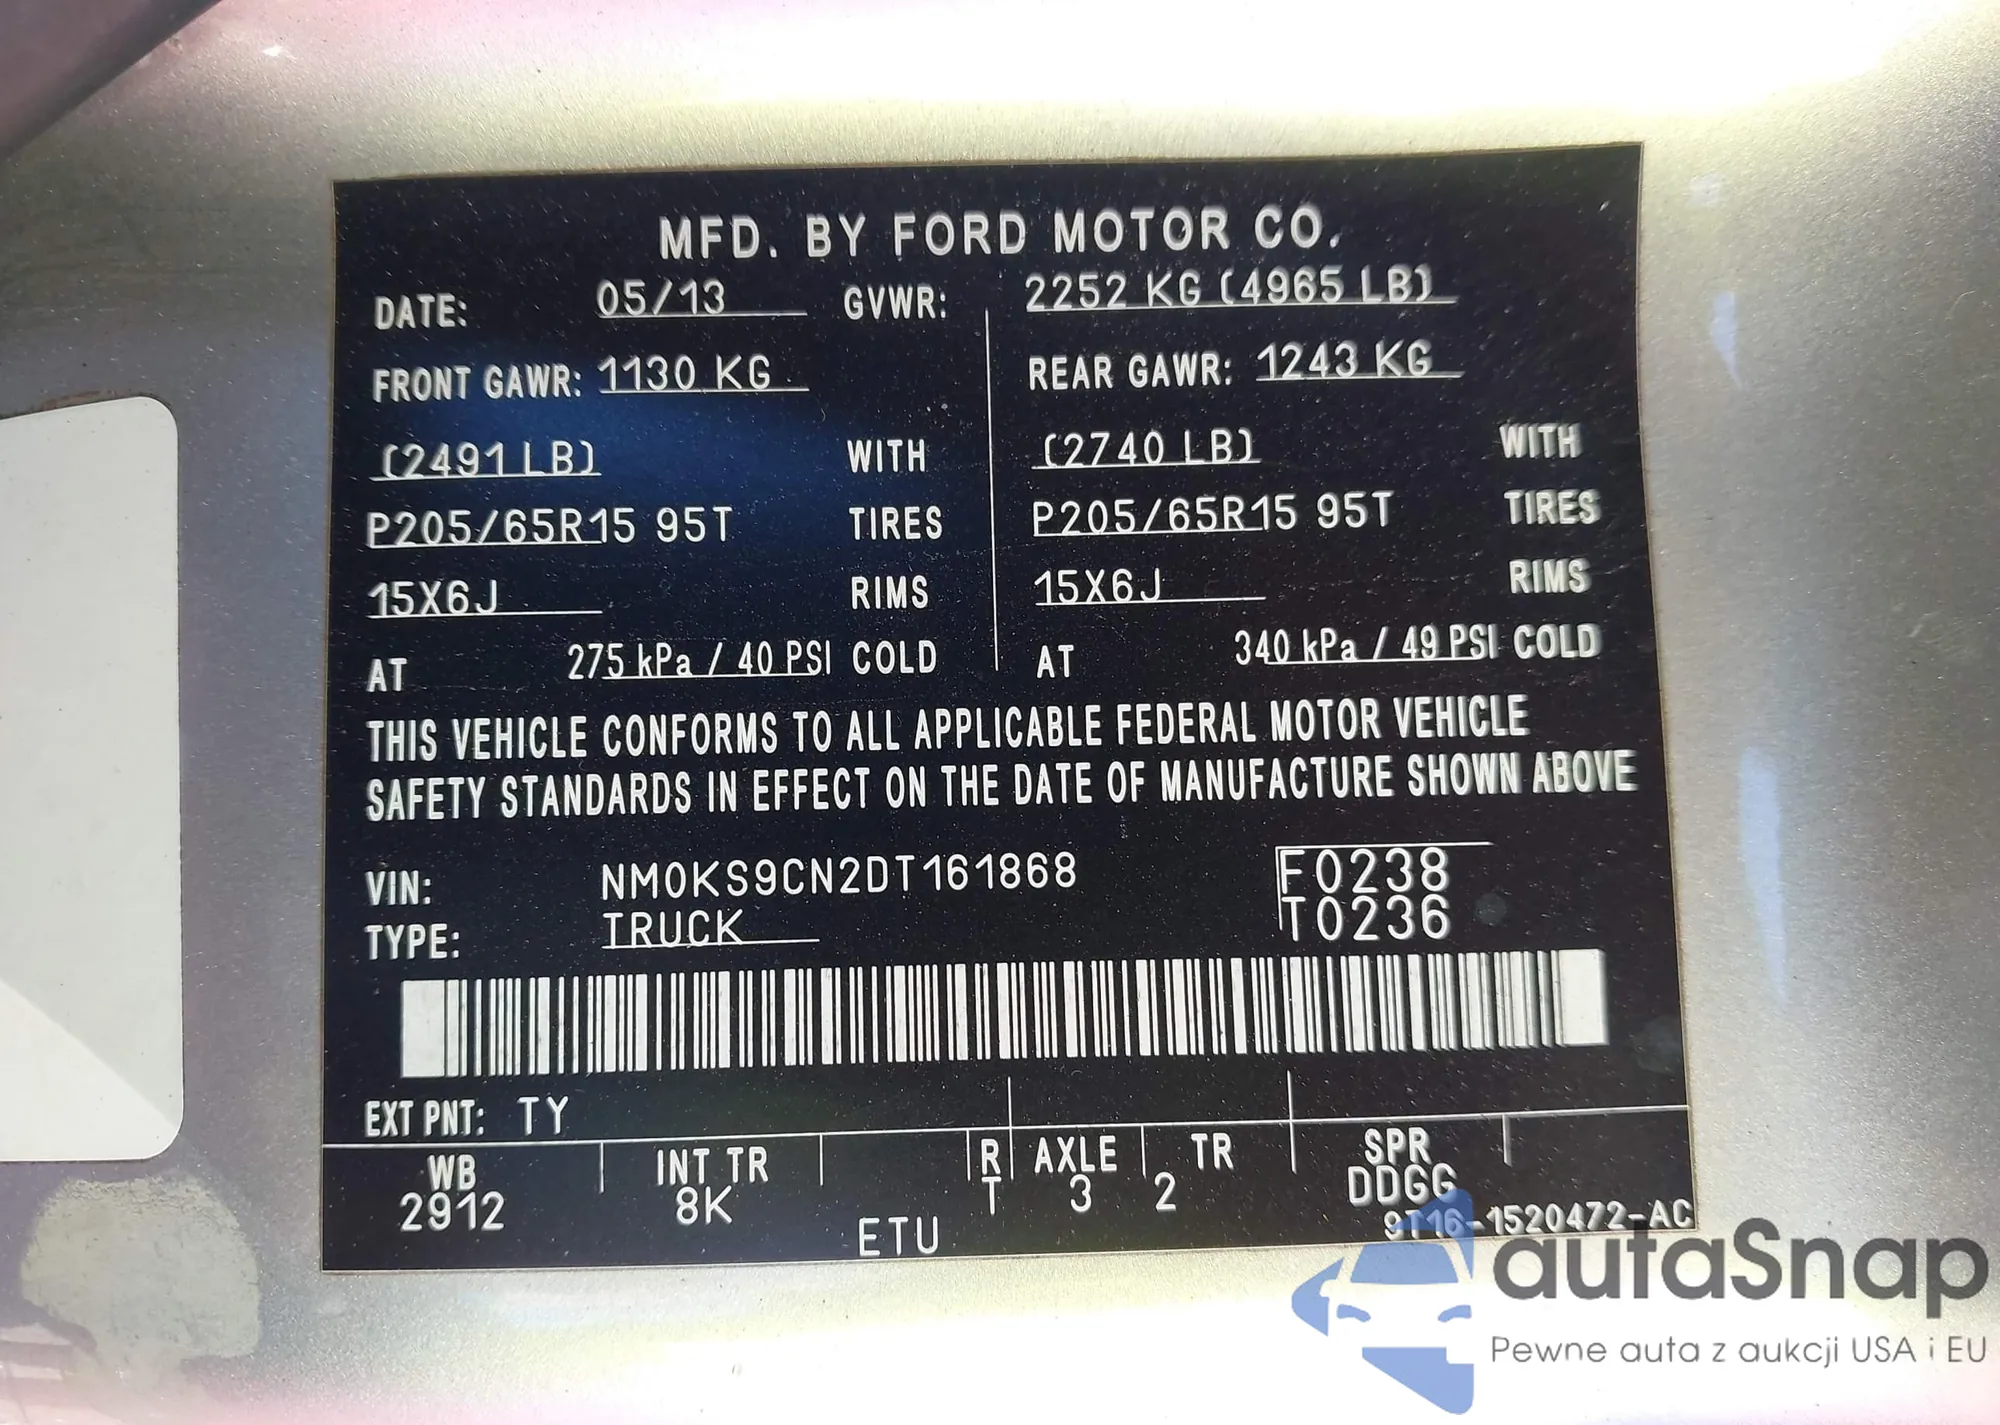 MFD. BY FORD MOTOR CO.
DATE: 05/13 GVWR: 2252 KG (4965 LB)
FRONT GAWR: 1130 KG REAR GAWR: 1243 KG
(2491 LB) WITH (2740 LB) WITH
P205/65R15 95T TIRES P205/65R15 95T TIRES
15X6J RIMS 15X6J RIMS
AT 275 kPa / 40 PSI COLD AT 340 kPa / 49 PSI COLD
THIS VEHICLE CONFORMS TO ALL APPLICABLE FEDERAL MOTOR VEHICLE
SAFETY STANDARDS IN EFFECT ON THE DATE OF MANUFACTURE SHOWN ABOVE
VIN: NM0KS9CN2DT161868 F0238
TYPE: TRUCK T0236
EXT PNT: TY
WB INT TR R AXLE TR SPR
2912 8K T 3 2 DDGG
ETU 9T16-1520472-AC
autaSnap
Pewne auta z aukcji USA i EU